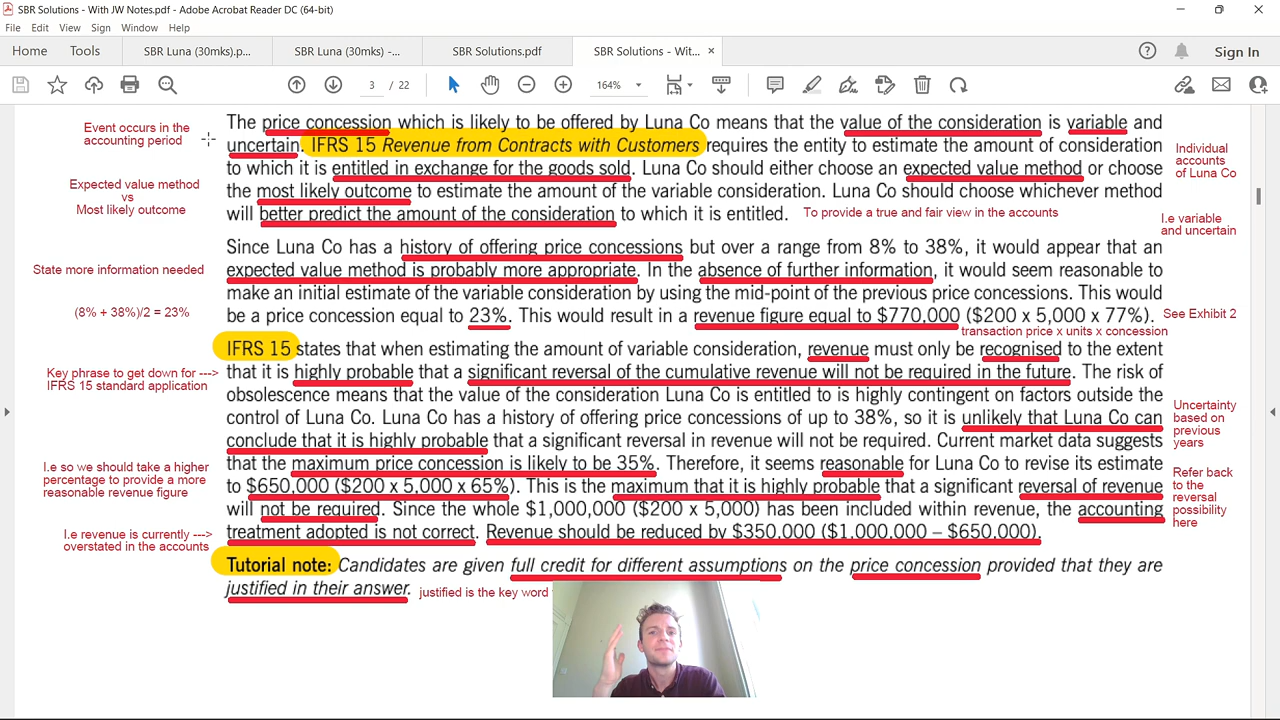 SBR Solutions - With JW Notes.pdf - Adobe Acrobat Reader DC (64-bit)
File Edit View Sign Window Help
Home Tools SBR Luna (30mks).p... SBR Luna (30mks) -... SBR Solutions.pdf SBR Solutions - Wit... × Sign In
3 / 22 164%
The price concession which is likely to be offered by Luna Co means that the value of the consideration is variable and
uncertain. IFRS 15 Revenue from Contracts with Customers requires the entity to estimate the amount of consideration
to which it is entitled in exchange for the goods sold. Luna Co should either choose an expected value method or choose
the most likely outcome to estimate the amount of the variable consideration. Luna Co should choose whichever method
will better predict the amount of the consideration to which it is entitled. To provide a true and fair view in the accounts
Event occurs in the
accounting period
Expected value method
vs
Most likely outcome
Individual
accounts
of Luna Co
I.e variable
and uncertain
Since Luna Co has a history of offering price concessions but over a range from 8% to 38%, it would appear that an
expected value method is probably more appropriate. In the absence of further information, it would seem reasonable to
make an initial estimate of the variable consideration by using the mid-point of the previous price concessions. This would
be a price concession equal to 23%. This would result in a revenue figure equal to $770,000 ($200 x 5,000 x 77%). See Exhibit 2
transaction price x units x concession
State more information needed
(8% + 38%)/2 = 23%
IFRS 15 states that when estimating the amount of variable consideration, revenue must only be recognised to the extent
that it is highly probable that a significant reversal of the cumulative revenue will not be required in the future. The risk of
obsolescence means that the value of the consideration Luna Co is entitled to is highly contingent on factors outside the
control of Luna Co. Luna Co has a history of offering price concessions of up to 38%, so it is unlikely that Luna Co can
conclude that it is highly probable that a significant reversal in revenue will not be required. Current market data suggests
that the maximum price concession is likely to be 35%. Therefore, it seems reasonable for Luna Co to revise its estimate
to $650,000 ($200 x 5,000 x 65%). This is the maximum that it is highly probable that a significant reversal of revenue
will not be required. Since the whole $1,000,000 ($200 x 5,000) has been included within revenue, the accounting
treatment adopted is not correct. Revenue should be reduced by $350,000 ($1,000,000 – $650,000).
Key phrase to get down for --->
IFRS 15 standard application
I.e so we should take a higher
percentage to provide a more
reasonable revenue figure
I.e revenue is currently --->
overstated in the accounts
Uncertainty
based on
previous
years
Refer back
to the
reversal
possibility
here
Tutorial note: Candidates are given full credit for different assumptions on the price concession provided that they are
justified in their answer. justified is the key word